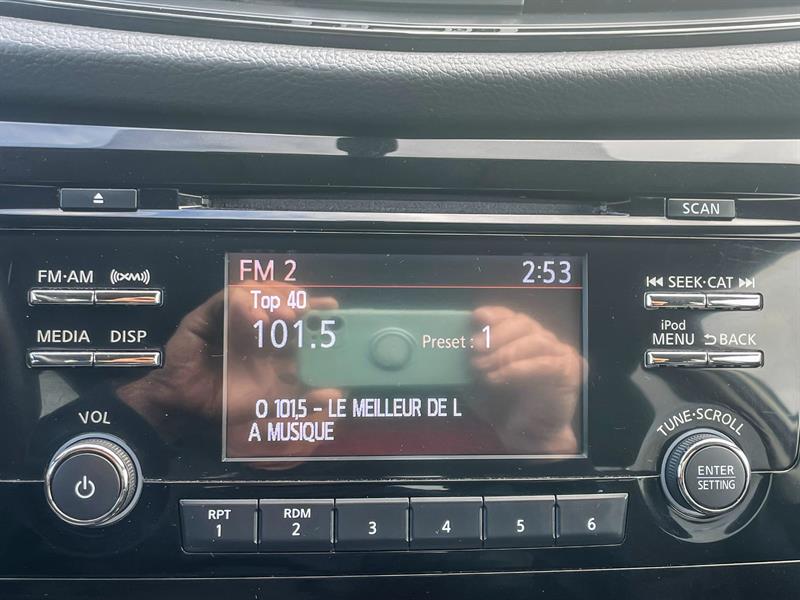 SCAN
FM·AM (((XM)))
MEDIA DISP
VOL
FM 2 2:53
Top 40
101.5 Preset : 1
O 101,5 - LE MEILLEUR DE L
A MUSIQUE
SEEK·CAT
iPod
MENU BACK
TUNE·SCROLL
ENTER
SETTING
RPT
1
RDM
2
3
4
5
6